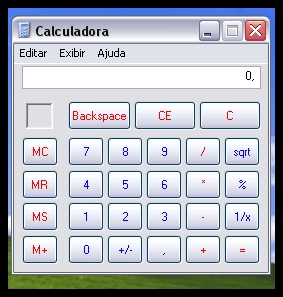 Calculadora
Editar Exibir Ajuda
0,
Backspace CE C
MC 7 8 9 / sqrt
MR 4 5 6 * %
MS 1 2 3 - 1/x
M+ 0 +/- , + =